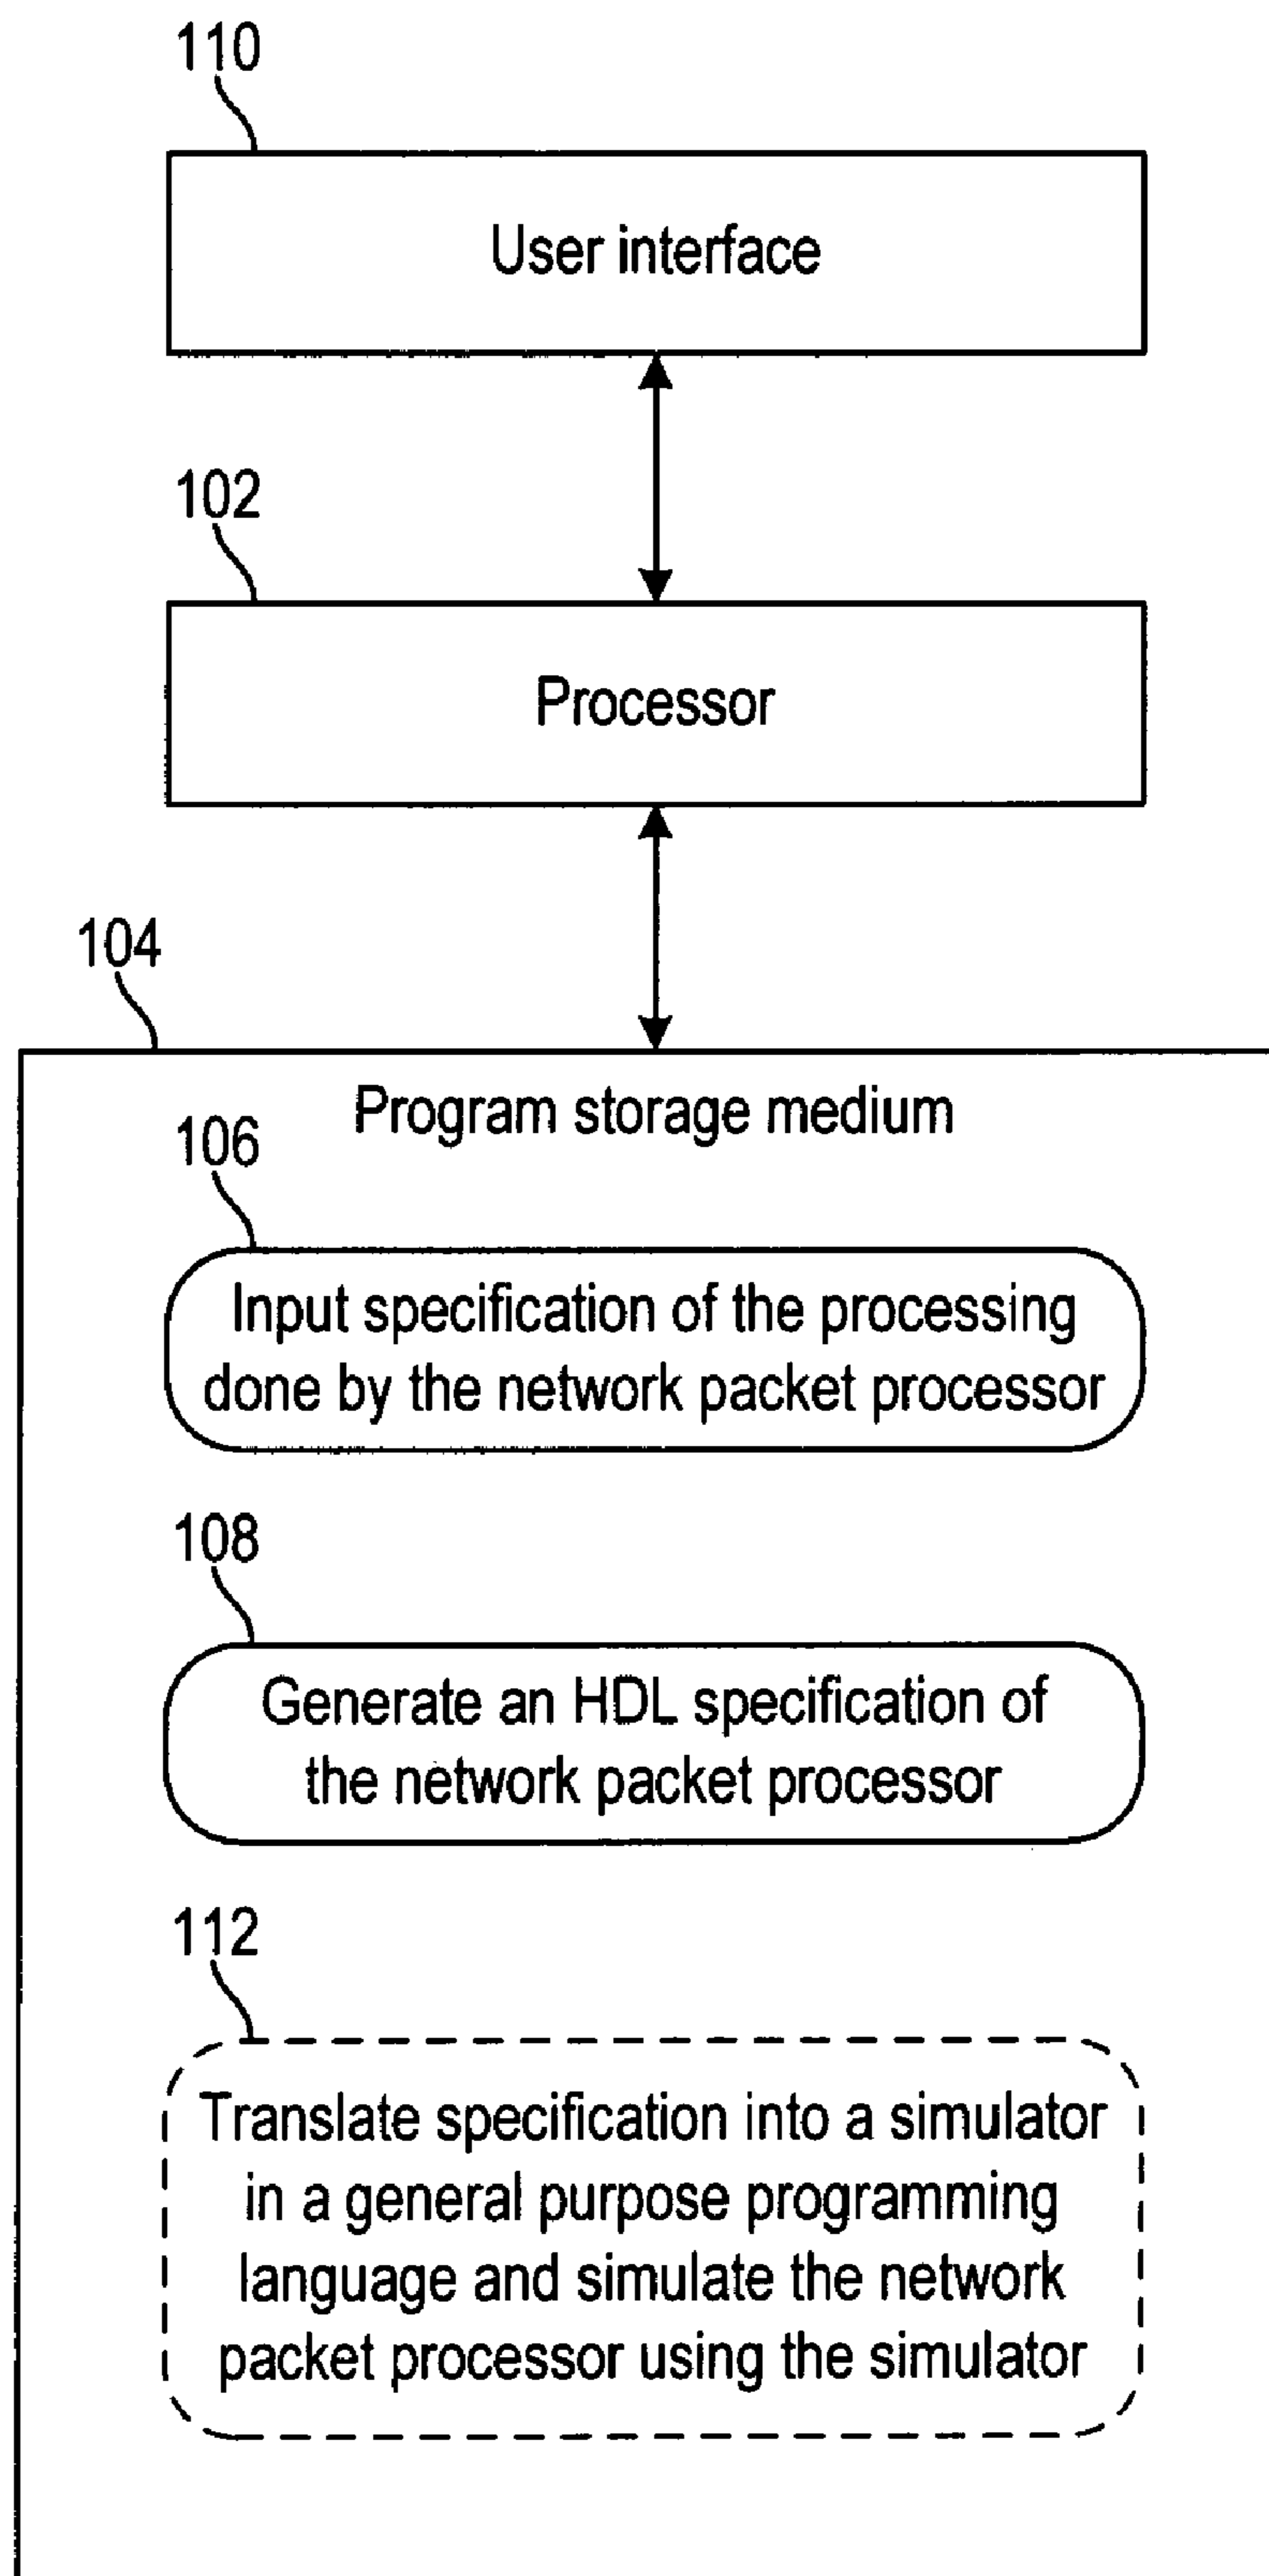 110
User interface
102
Processor
104
Program storage medium
106
Input specification of the processing
done by the network packet processor
108
Generate an HDL specification of
the network packet processor
112
Translate specification into a simulator
in a general purpose programming
language and simulate the network
packet processor using the simulator